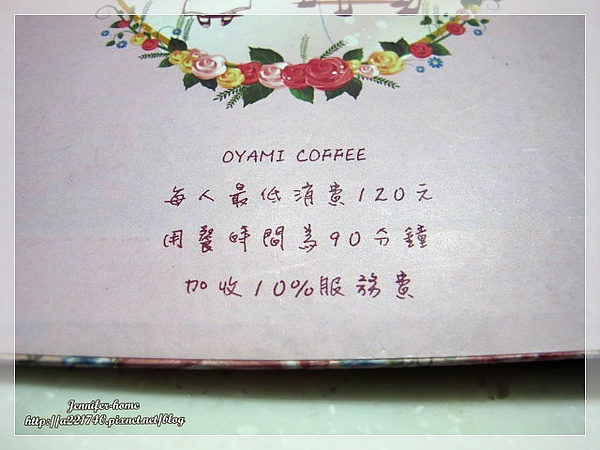 OYAMI COFFEE
每人最低消費120元
用餐時間為90分鐘
加收10%服務費
Jennifer-home
http://a221740.pixnet.net/blog